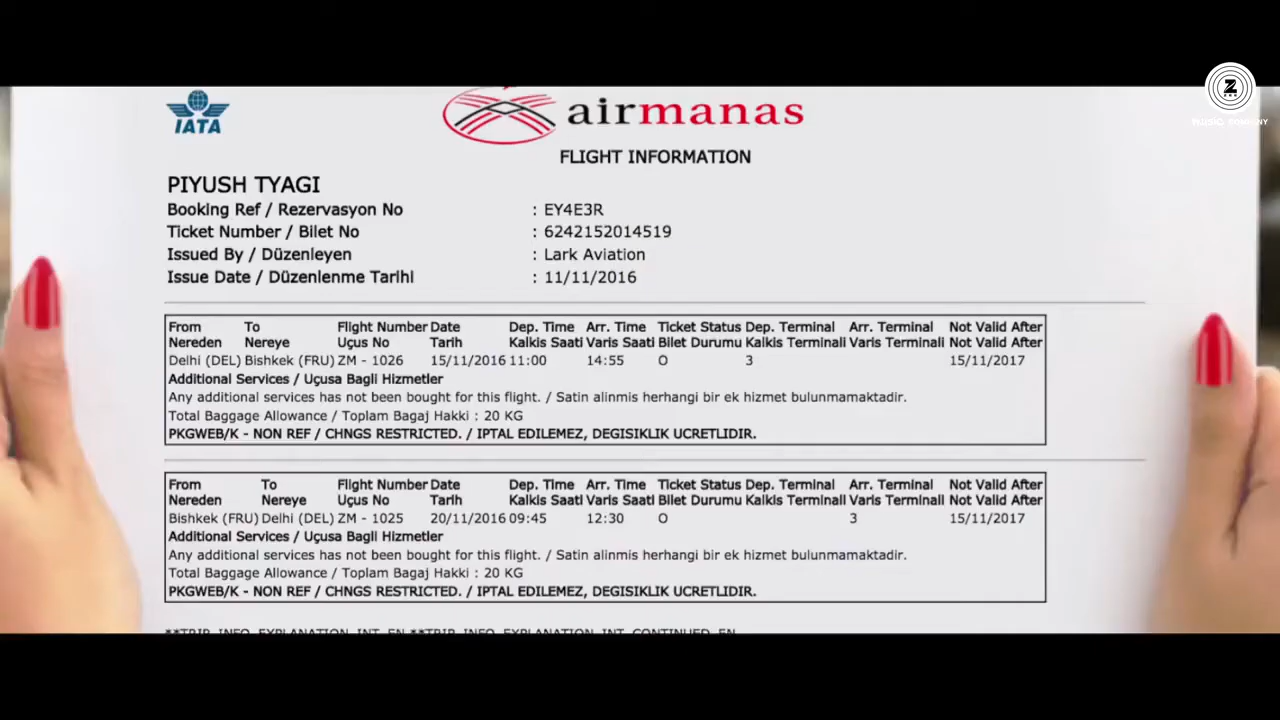 IATA
airmanas
FLIGHT INFORMATION
PIYUSH TYAGI
Booking Ref / Rezervasyon No : EY4E3R
Ticket Number / Bilet No : 6242152014519
Issued By / Düzenleyen : Lark Aviation
Issue Date / Düzenlenme Tarihi : 11/11/2016
From To Flight Number Date Dep. Time Arr. Time Ticket Status Dep. Terminal Arr. Terminal Not Valid After
Nereden Nereye Uçus No Tarih Kalkis Saati Varis Saati Bilet Durumu Kalkis Terminali Varis Terminali Not Valid After
Delhi (DEL) Bishkek (FRU) ZM - 1026 15/11/2016 11:00 14:55 O 3 15/11/2017
Additional Services / Uçusa Bagli Hizmetler
Any additional services has not been bought for this flight. / Satin alinmis herhangi bir ek hizmet bulunmamaktadir.
Total Baggage Allowance / Toplam Bagaj Hakki : 20 KG
PKGWEB/K - NON REF / CHNGS RESTRICTED. / IPTAL EDILEMEZ, DEGISIKLIK UCRETLIDIR.
From To Flight Number Date Dep. Time Arr. Time Ticket Status Dep. Terminal Arr. Terminal Not Valid After
Nereden Nereye Uçus No Tarih Kalkis Saati Varis Saati Bilet Durumu Kalkis Terminali Varis Terminali Not Valid After
Bishkek (FRU) Delhi (DEL) ZM - 1025 20/11/2016 09:45 12:30 O 3 15/11/2017
Additional Services / Uçusa Bagli Hizmetler
Any additional services has not been bought for this flight. / Satin alinmis herhangi bir ek hizmet bulunmamaktadir.
Total Baggage Allowance / Toplam Bagaj Hakki : 20 KG
PKGWEB/K - NON REF / CHNGS RESTRICTED. / IPTAL EDILEMEZ, DEGISIKLIK UCRETLIDIR.
**TRIP_INFO_EXPLANATION_INT_EN **TRIP_INFO_EXPLANATION_INT_CONTINUED_EN
Z
MUSIC COMPANY